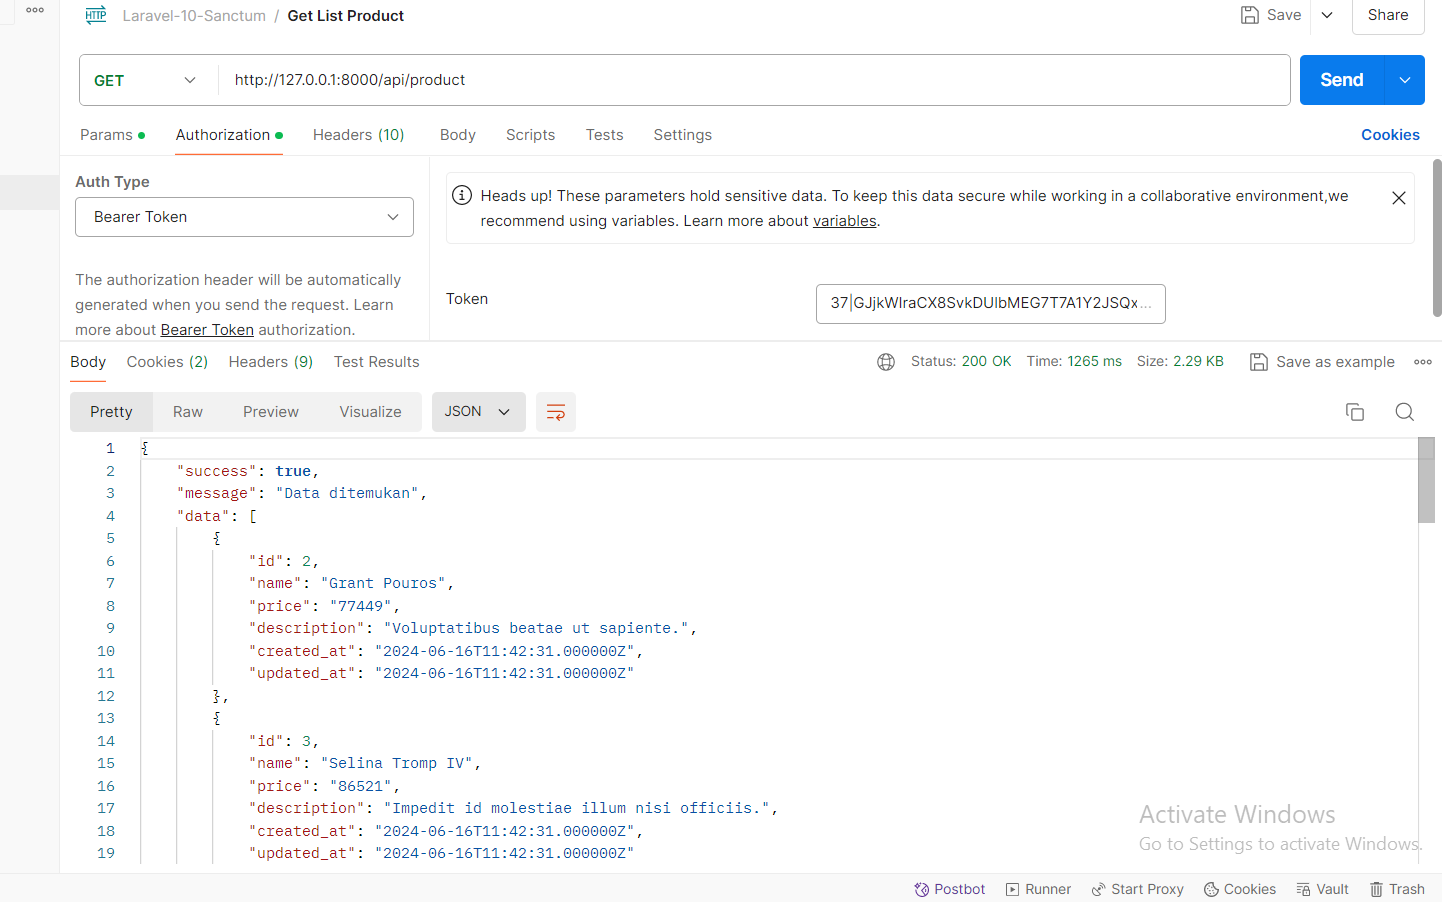 Laravel-10-Sanctum / Get List Product
Save
Share
GET
http://127.0.0.1:8000/api/product
Send
Params
Authorization
Headers (10)
Body
Scripts
Tests
Settings
Cookies
Auth Type
Bearer Token
The authorization header will be automatically
generated when you send the request. Learn
more about Bearer Token authorization.
Heads up! These parameters hold sensitive data. To keep this data secure while working in a collaborative environment,we
recommend using variables. Learn more about variables.
Token
37|GJjkWIraCX8SvkDUIbMEG7T7A1Y2JSQx...
Body
Cookies (2)
Headers (9)
Test Results
Status: 200 OK
Time: 1265 ms
Size: 2.29 KB
Save as example
Pretty
Raw
Preview
Visualize
JSON
1 {
2 "success": true,
3 "message": "Data ditemukan",
4 "data": [
5 {
6 "id": 2,
7 "name": "Grant Pouros",
8 "price": "77449",
9 "description": "Voluptatibus beatae ut sapiente.",
10 "created_at": "2024-06-16T11:42:31.000000Z",
11 "updated_at": "2024-06-16T11:42:31.000000Z"
12 },
13 {
14 "id": 3,
15 "name": "Selina Tromp IV",
16 "price": "86521",
17 "description": "Impedit id molestiae illum nisi officiis.",
18 "created_at": "2024-06-16T11:42:31.000000Z",
19 "updated_at": "2024-06-16T11:42:31.000000Z"
Activate Windows
Go to Settings to activate Windows.
Postbot
Runner
Start Proxy
Cookies
Vault
Trash